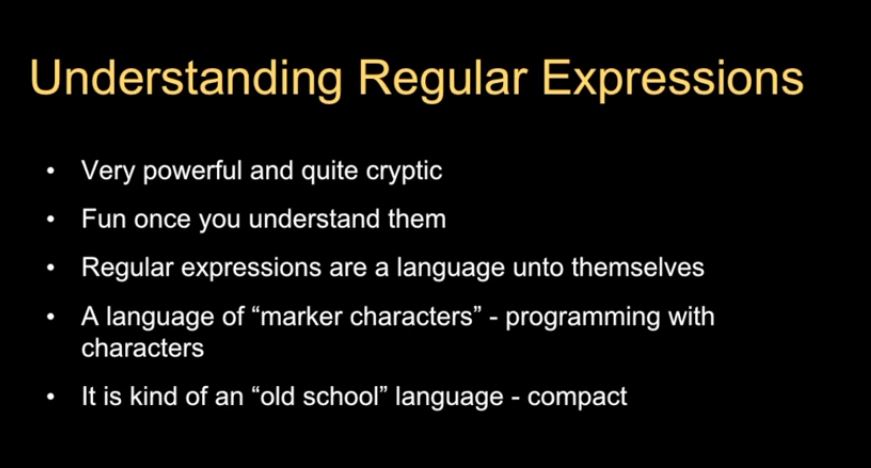 Understanding Regular Expressions
• Very powerful and quite cryptic
• Fun once you understand them
• Regular expressions are a language unto themselves
• A language of “marker characters” - programming with
characters
• It is kind of an “old school” language - compact